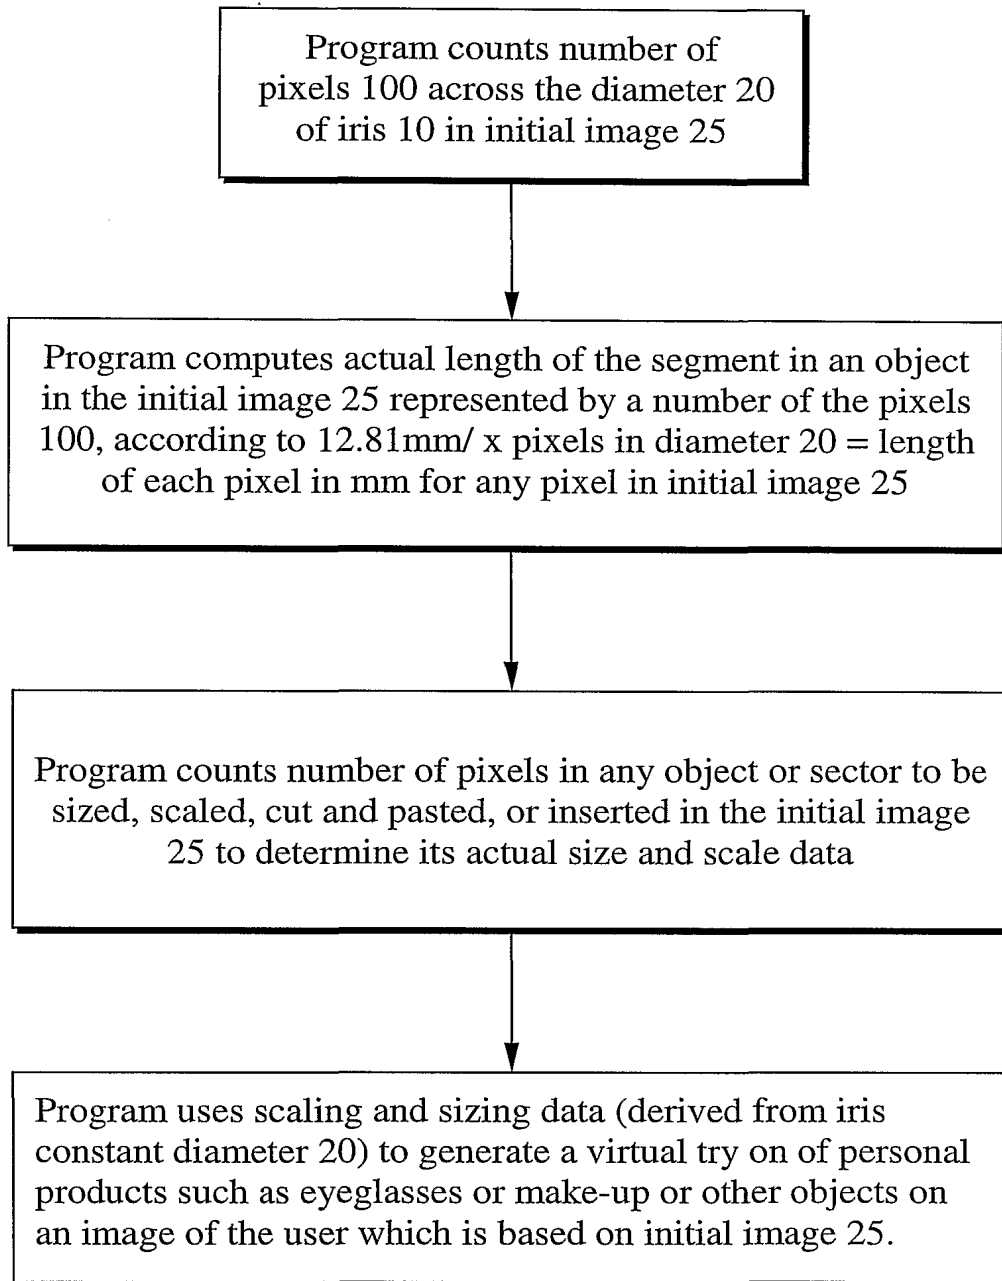 Program counts number of
pixels 100 across the diameter 20
of iris 10 in initial image 25
Program computes actual length of the segment in an object
in the initial image 25 represented by a number of the pixels
100, according to 12.81mm/ x pixels in diameter 20 = length
of each pixel in mm for any pixel in initial image 25
Program counts number of pixels in any object or sector to be
sized, scaled, cut and pasted, or inserted in the initial image
25 to determine its actual size and scale data
Program uses scaling and sizing data (derived from iris
constant diameter 20) to generate a virtual try on of personal
products such as eyeglasses or make-up or other objects on
an image of the user which is based on initial image 25.